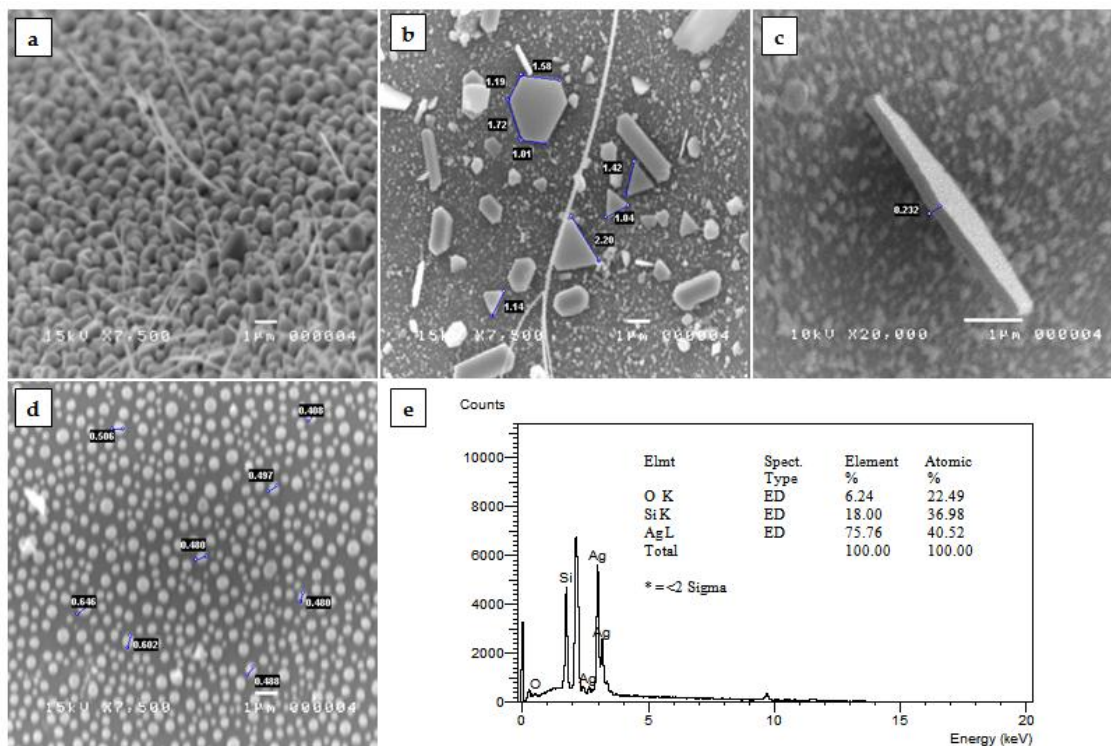 a
15kV X7,500 1µm 000004
b
1.58
1.19
1.72
1.01
1.42
1.04
2.20
1.14
15kV X7,500 1µm 000004
c
0.232
10kV X20,000 1µm 000004
d
0.408
0.506
0.497
0.480
0.646
0.480
0.602
0.488
15kV X7,500 1µm 000004
e
Counts
Elmt Spect. Element Atomic
Type % %
O K ED 6.24 22.49
Si K ED 18.00 36.98
Ag L ED 75.76 40.52
Total 100.00 100.00
* = <2 Sigma
10000
8000
6000
4000
2000
0
Si
Ag
Ag
O
Ag
0 5 10 15 20
Energy (keV)